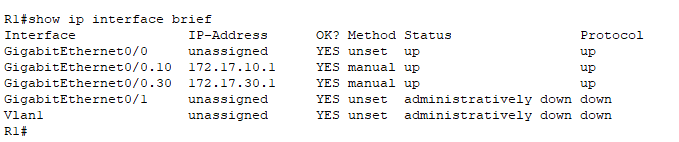 R1#show ip interface brief
Interface IP-Address OK? Method Status Protocol
GigabitEthernet0/0 unassigned YES unset up up
GigabitEthernet0/0.10 172.17.10.1 YES manual up up
GigabitEthernet0/0.30 172.17.30.1 YES manual up up
GigabitEthernet0/1 unassigned YES unset administratively down down
Vlan1 unassigned YES unset administratively down down
R1#